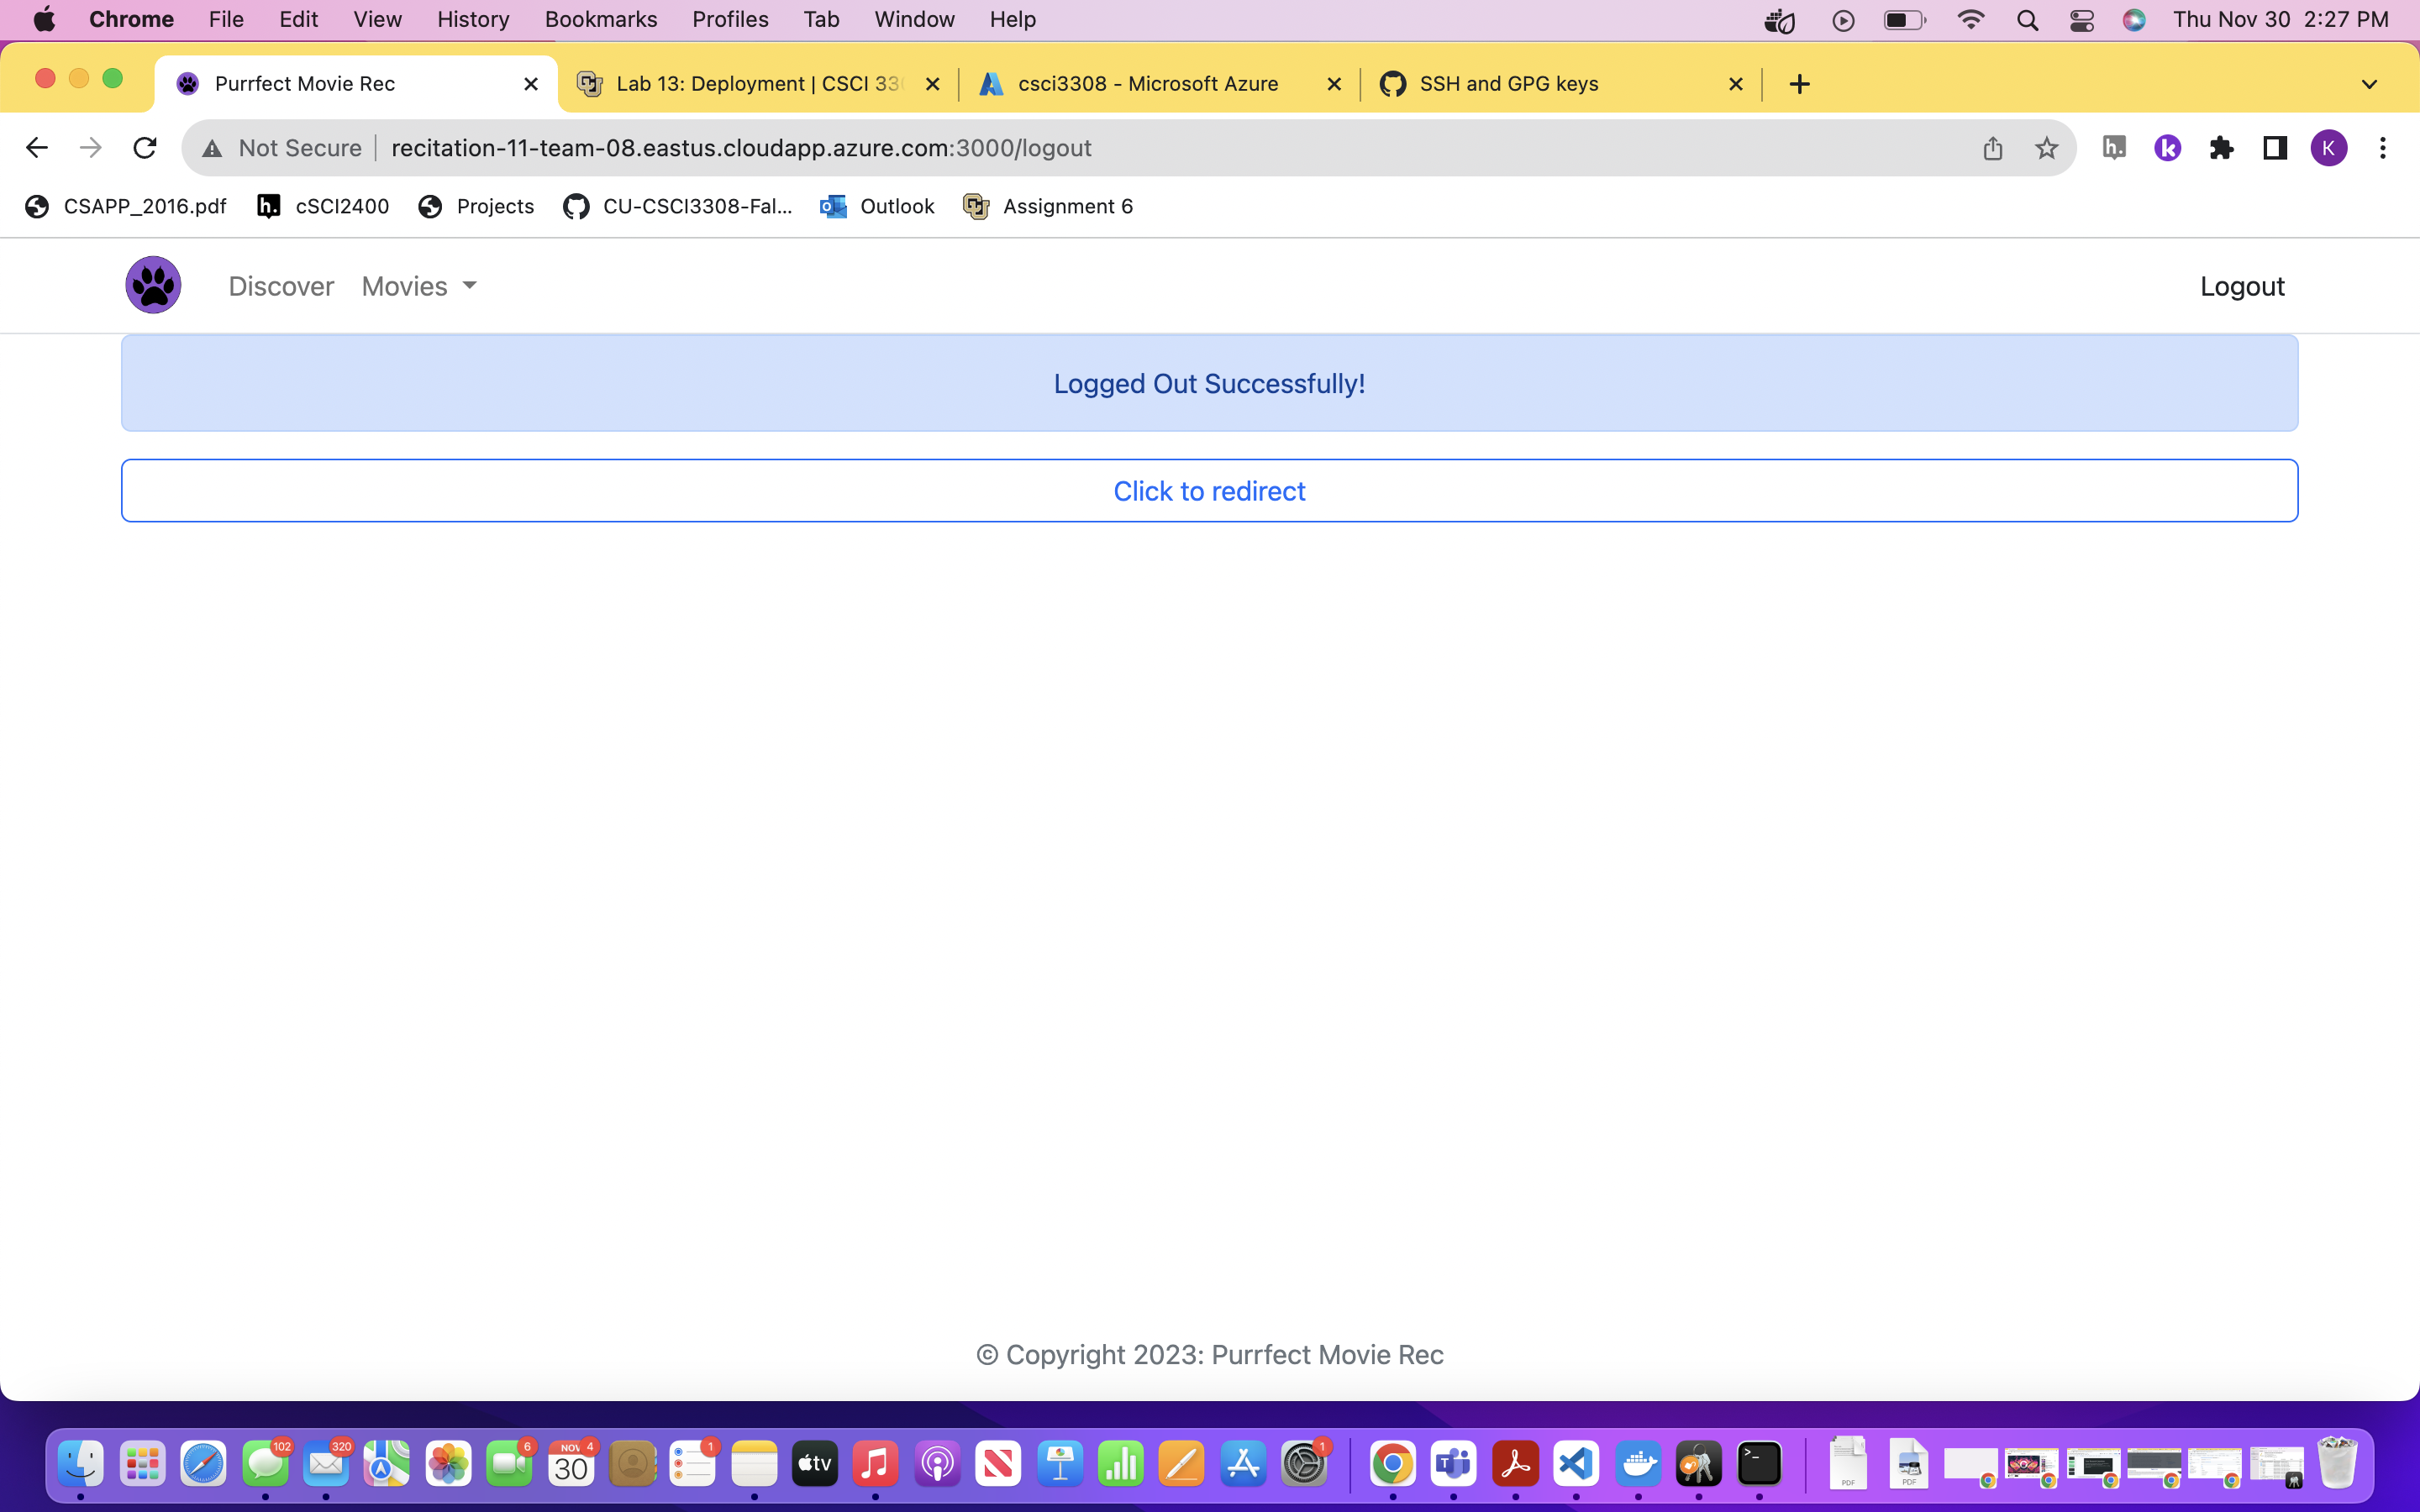 Chrome File Edit View History Bookmarks Profiles Tab Window Help Thu Nov 30 2:27 PM
Purrfect Movie Rec Lab 13: Deployment | CSCI 33 csci3308 - Microsoft Azure SSH and GPG keys
Not Secure recitation-11-team-08.eastus.cloudapp.azure.com:3000/logout h. k K
CSAPP_2016.pdf h. cSCI2400 Projects CU-CSCI3308-Fal... Outlook Assignment 6
Discover Movies Logout
Logged Out Successfully!
Click to redirect
© Copyright 2023: Purrfect Movie Rec
102 320 6 NOV 4 1 1
30 tv PDF PDF